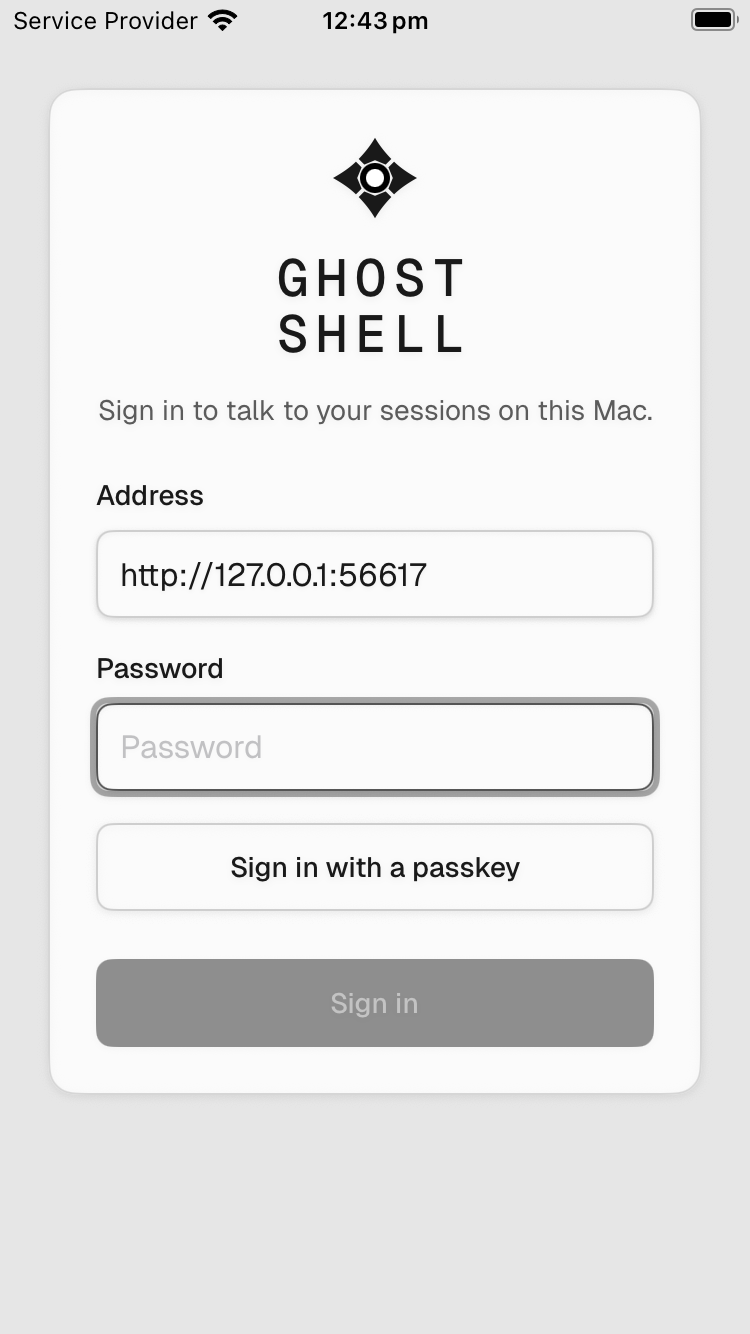 Service Provider 12:43 pm
GHOST
SHELL
Sign in to talk to your sessions on this Mac.
Address
http://127.0.0.1:56617
Password
Password
Sign in with a passkey
Sign in